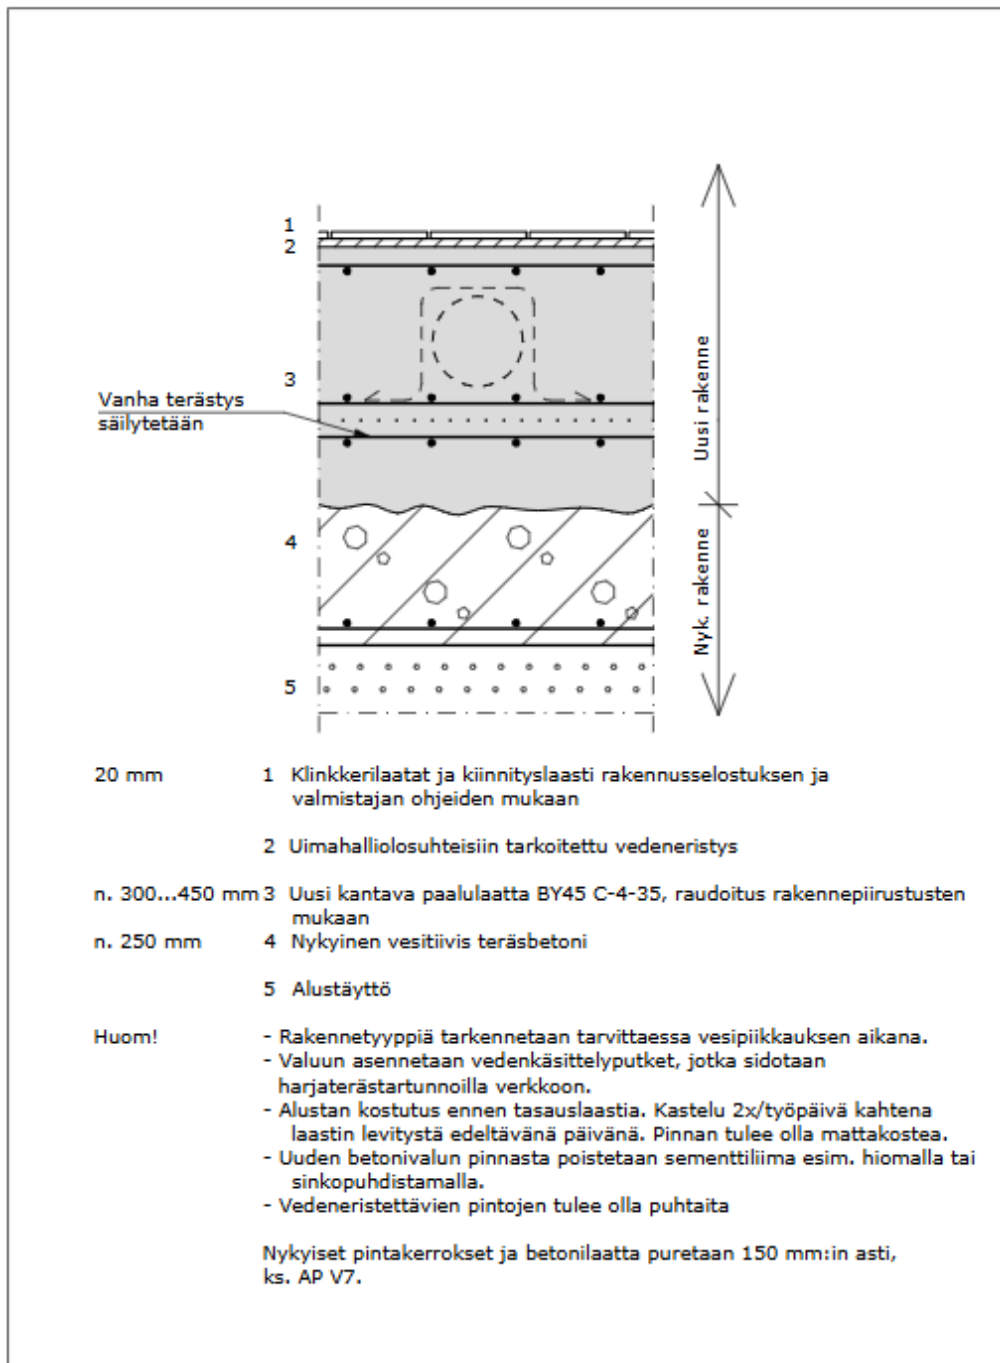 1
2
3
Vanha terästys
säilytetään
4
5
Uusi rakenne
Nyk. rakenne
20 mm 1 Klinkkerilaatat ja kiinnityslaasti rakennusselostuksen ja
valmistajan ohjeiden mukaan
2 Uimahalliolosuhteisiin tarkoitettu vedeneristys
n. 300...450 mm 3 Uusi kantava paalulaatta BY45 C-4-35, raudoitus rakennepiirustusten
mukaan
n. 250 mm 4 Nykyinen vesitiivis teräsbetoni
5 Alustäyttö
Huom! - Rakennetyyppiä tarkennetaan tarvittaessa vesipiikkauksen aikana.
- Valuun asennetaan vedenkäsittelyputket, jotka sidotaan
harjaterästartunnoilla verkkoon.
- Alustan kostutus ennen tasauslaastia. Kastelu 2x/työpäivä kahtena
laastin levitystä edeltävänä päivänä. Pinnan tulee olla mattakostea.
- Uuden betonivalun pinnasta poistetaan sementtiliima esim. hiomalla tai
sinkopuhdistamalla.
- Vedeneristettävien pintojen tulee olla puhtaita
Nykyiset pintakerrokset ja betonilaatta puretaan 150 mm:in asti,
ks. AP V7.